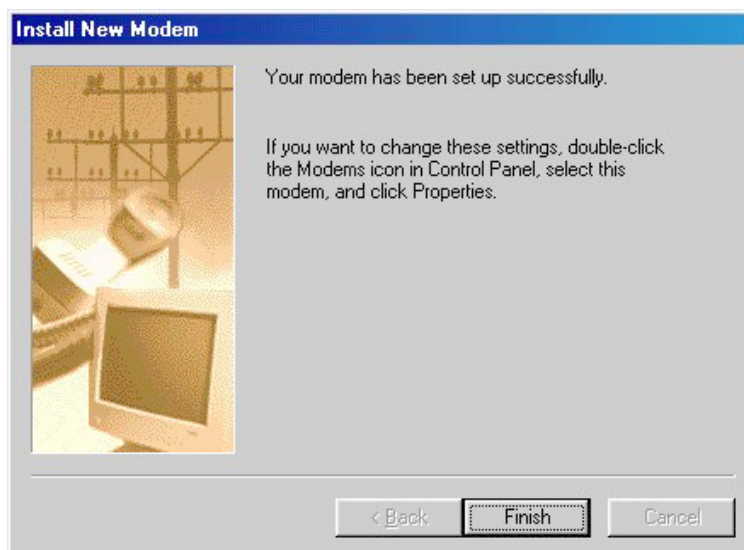 Install New Modem
Your modem has been set up successfully.
If you want to change these settings, double-click
the Modems icon in Control Panel, select this
modem, and click Properties.
< Back
Finish
Cancel